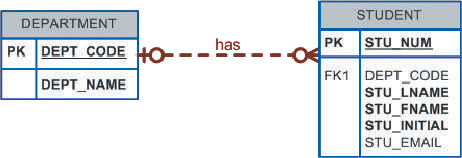 DEPARTMENT
PK DEPT_CODE
DEPT_NAME
has
STUDENT
PK STU_NUM
FK1 DEPT_CODE
STU_LNAME
STU_FNAME
STU_INITIAL
STU_EMAIL